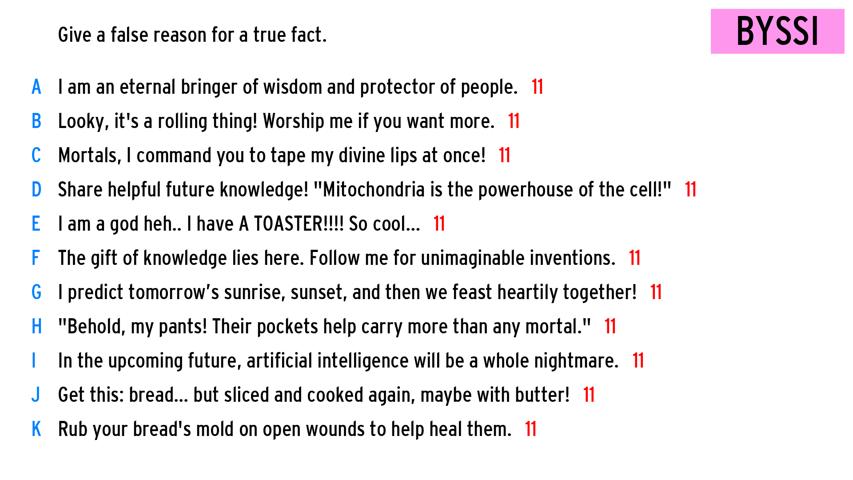 Give a false reason for a true fact.
BYSSI
A I am an eternal bringer of wisdom and protector of people. 11
B Looky, it's a rolling thing! Worship me if you want more. 11
C Mortals, I command you to tape my divine lips at once! 11
D Share helpful future knowledge! "Mitochondria is the powerhouse of the cell!" 11
E I am a god heh.. I have A TOASTER!!!! So cool... 11
F The gift of knowledge lies here. Follow me for unimaginable inventions. 11
G I predict tomorrow’s sunrise, sunset, and then we feast heartily together! 11
H "Behold, my pants! Their pockets help carry more than any mortal." 11
I In the upcoming future, artificial intelligence will be a whole nightmare. 11
J Get this: bread... but sliced and cooked again, maybe with butter! 11
K Rub your bread's mold on open wounds to help heal them. 11